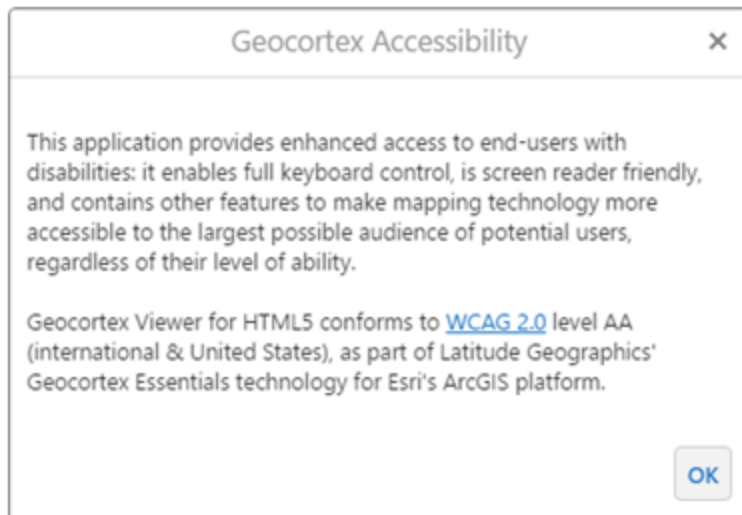 Geocortex Accessibility
This application provides enhanced access to end-users with
disabilities: it enables full keyboard control, is screen reader friendly,
and contains other features to make mapping technology more
accessible to the largest possible audience of potential users,
regardless of their level of ability.
Geocortex Viewer for HTML5 conforms to WCAG 2.0 level AA
(international & United States), as part of Latitude Geographics'
Geocortex Essentials technology for Esri's ArcGIS platform.
OK